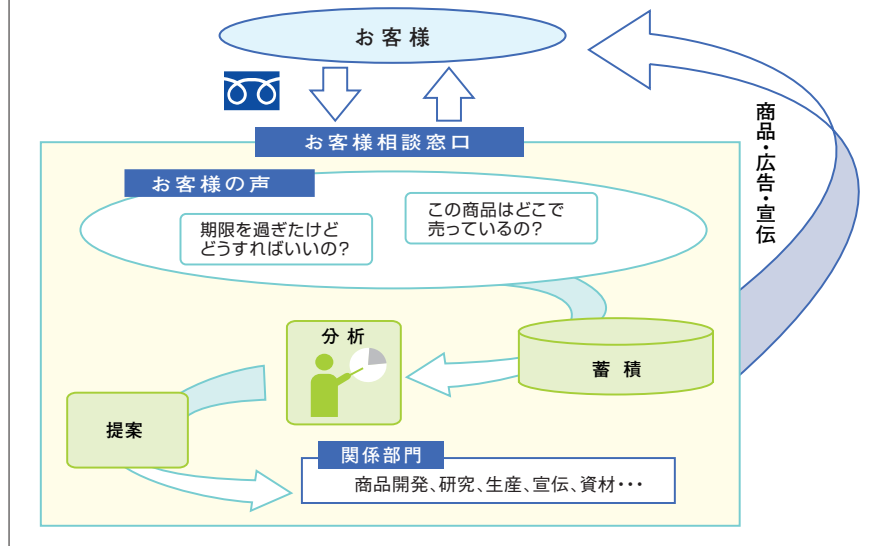 お客様
お客様相談窓口
お客様の声
期限を過ぎたけど
どうすればいいの?
この商品はどこで
売っているの?
商品・広告・宣伝
蓄積
分析
提案
関係部門
商品開発、研究、生産、宣伝、資材・・・